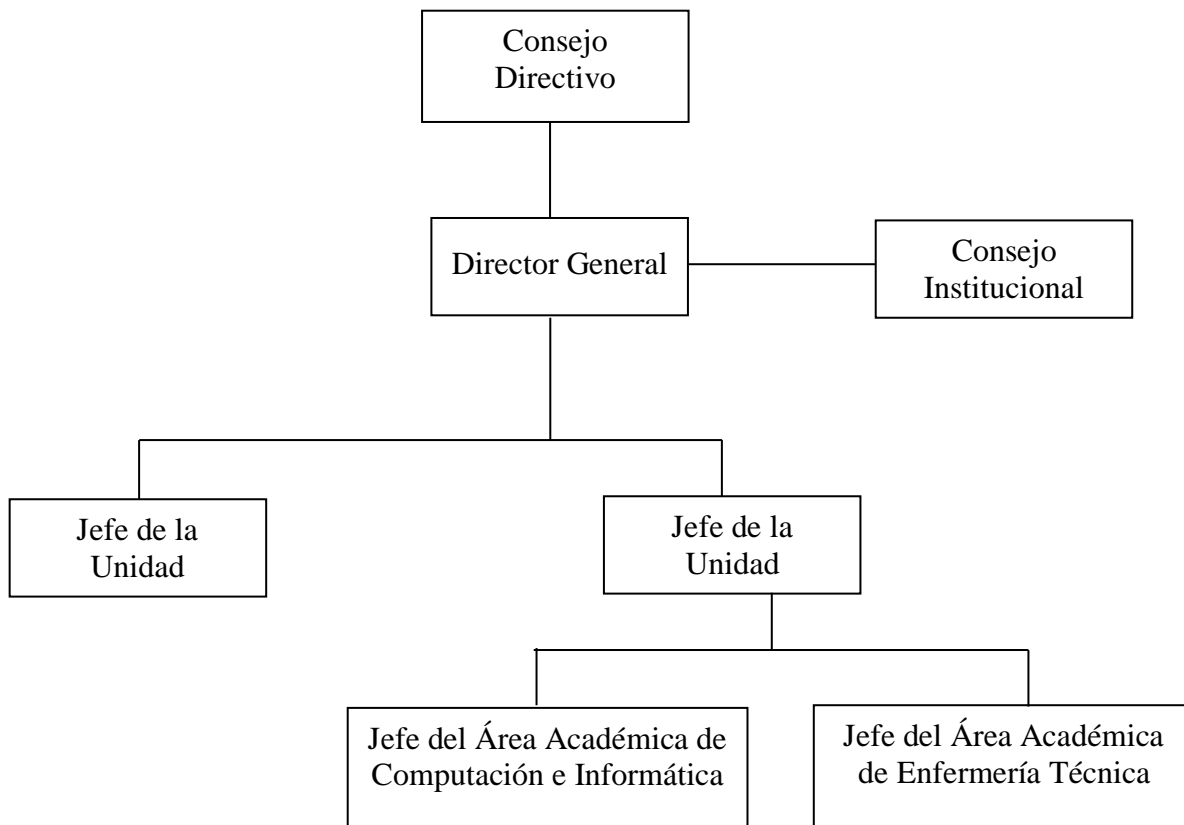 Consejo
Directivo
Director General
Consejo
Institucional
Jefe de la
Unidad
Jefe de la
Unidad
Jefe del Área Académica de
Computación e Informática
Jefe del Área Académica
de Enfermería Técnica